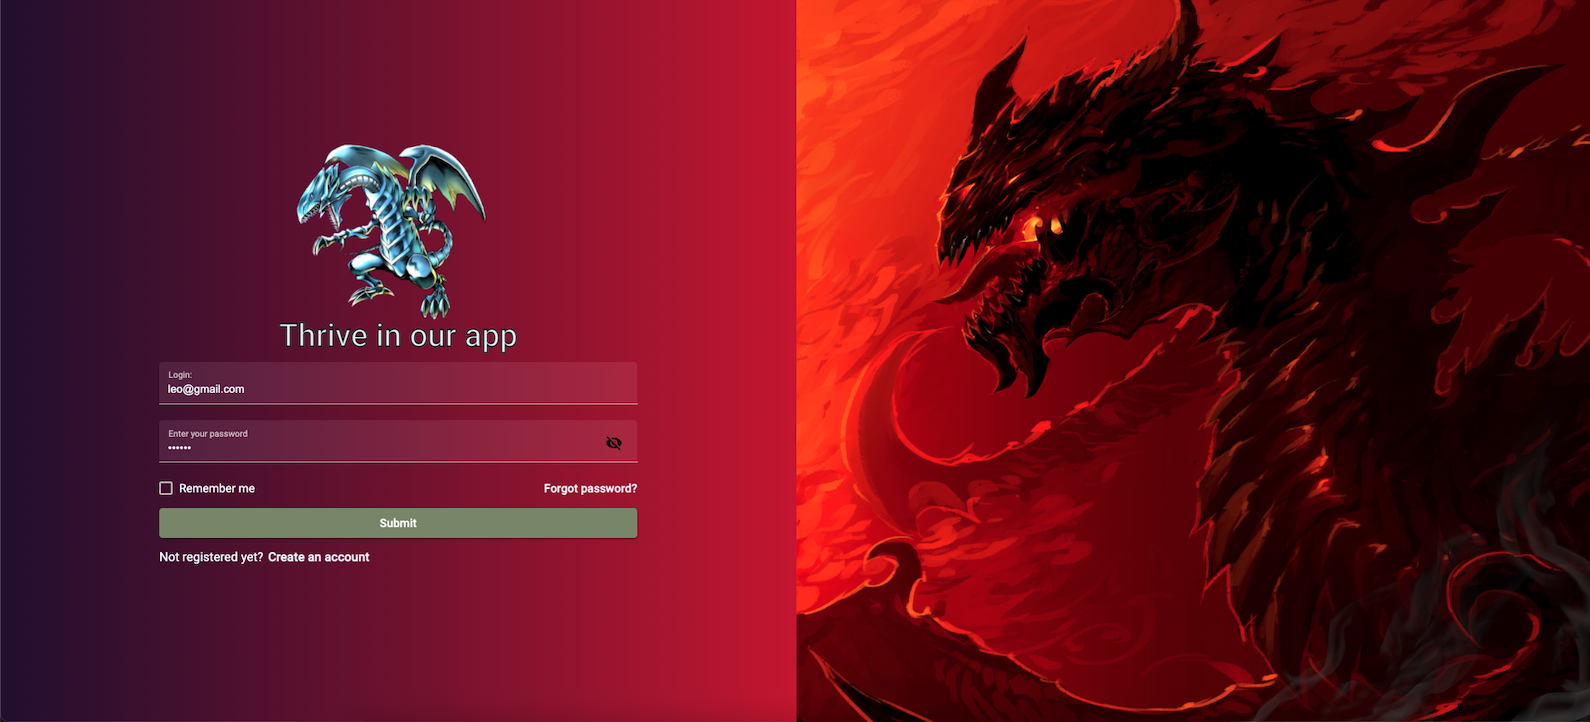 Thrive in our app
Login:
leo@gmail.com
Enter your password
••••••
Remember me
Forgot password?
Submit
Not registered yet? Create an account